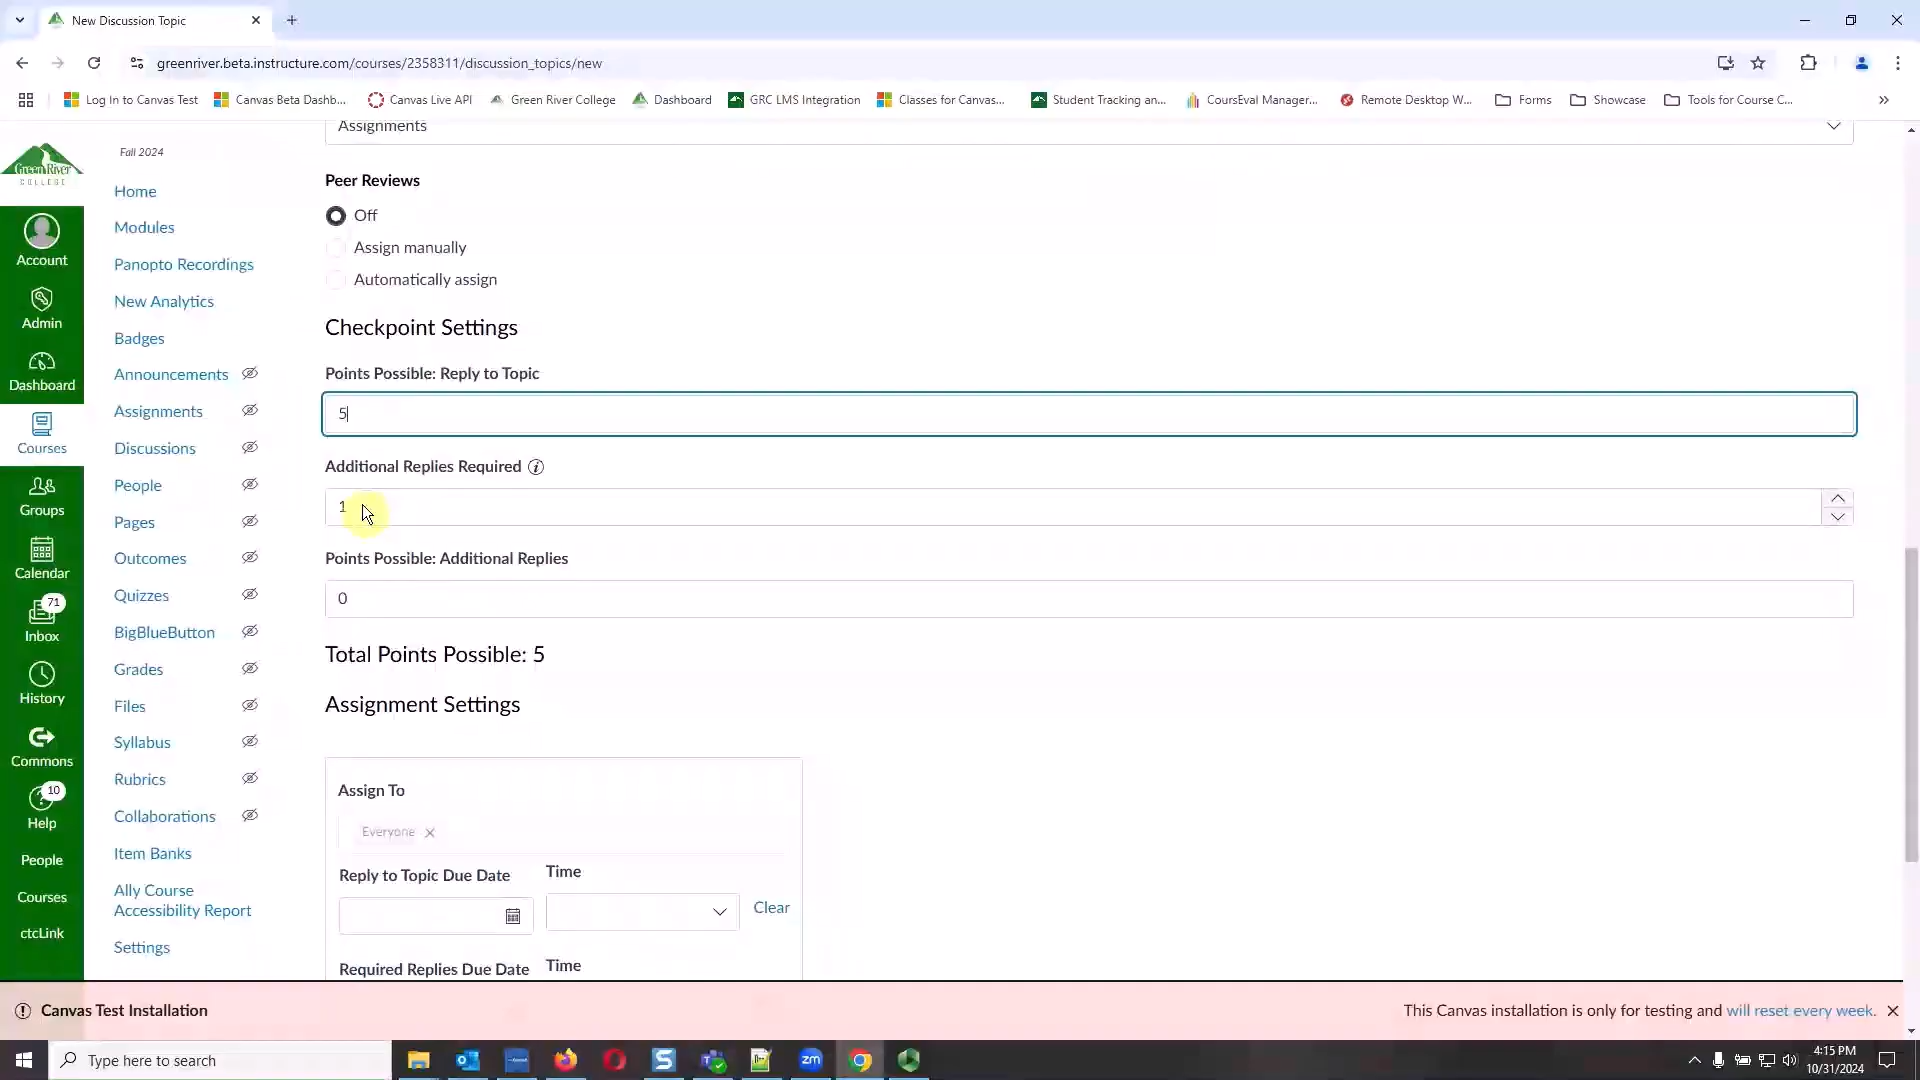 New Discussion Topic
greenriver.beta.instructure.com/courses/2358311/discussion_topics/new
Log In to Canvas Test
Canvas Beta Dashb...
Canvas Live API
Green River College
Dashboard
GRC LMS Integration
Classes for Canvas...
Student Tracking an...
CoursEval Manager...
Remote Desktop W...
Forms
Showcase
Tools for Course C...
Green River
COLLEGE
Account
Admin
Dashboard
Courses
Groups
Calendar
71
Inbox
History
Commons
10
Help
People
Courses
ctcLink
Fall 2024
Home
Modules
Panopto Recordings
New Analytics
Badges
Announcements
Assignments
Discussions
People
Pages
Outcomes
Quizzes
BigBlueButton
Grades
Files
Syllabus
Rubrics
Collaborations
Item Banks
Ally Course
Accessibility Report
Settings
Assignments
Peer Reviews
Off
Assign manually
Automatically assign
Checkpoint Settings
Points Possible: Reply to Topic
5
Additional Replies Required
1
Points Possible: Additional Replies
0
Total Points Possible: 5
Assignment Settings
Assign To
Everyone
Reply to Topic Due Date
Time
Clear
Required Replies Due Date
Time
Canvas Test Installation
This Canvas installation is only for testing and will reset every week.
Type here to search
zm
4:15 PM
10/31/2024